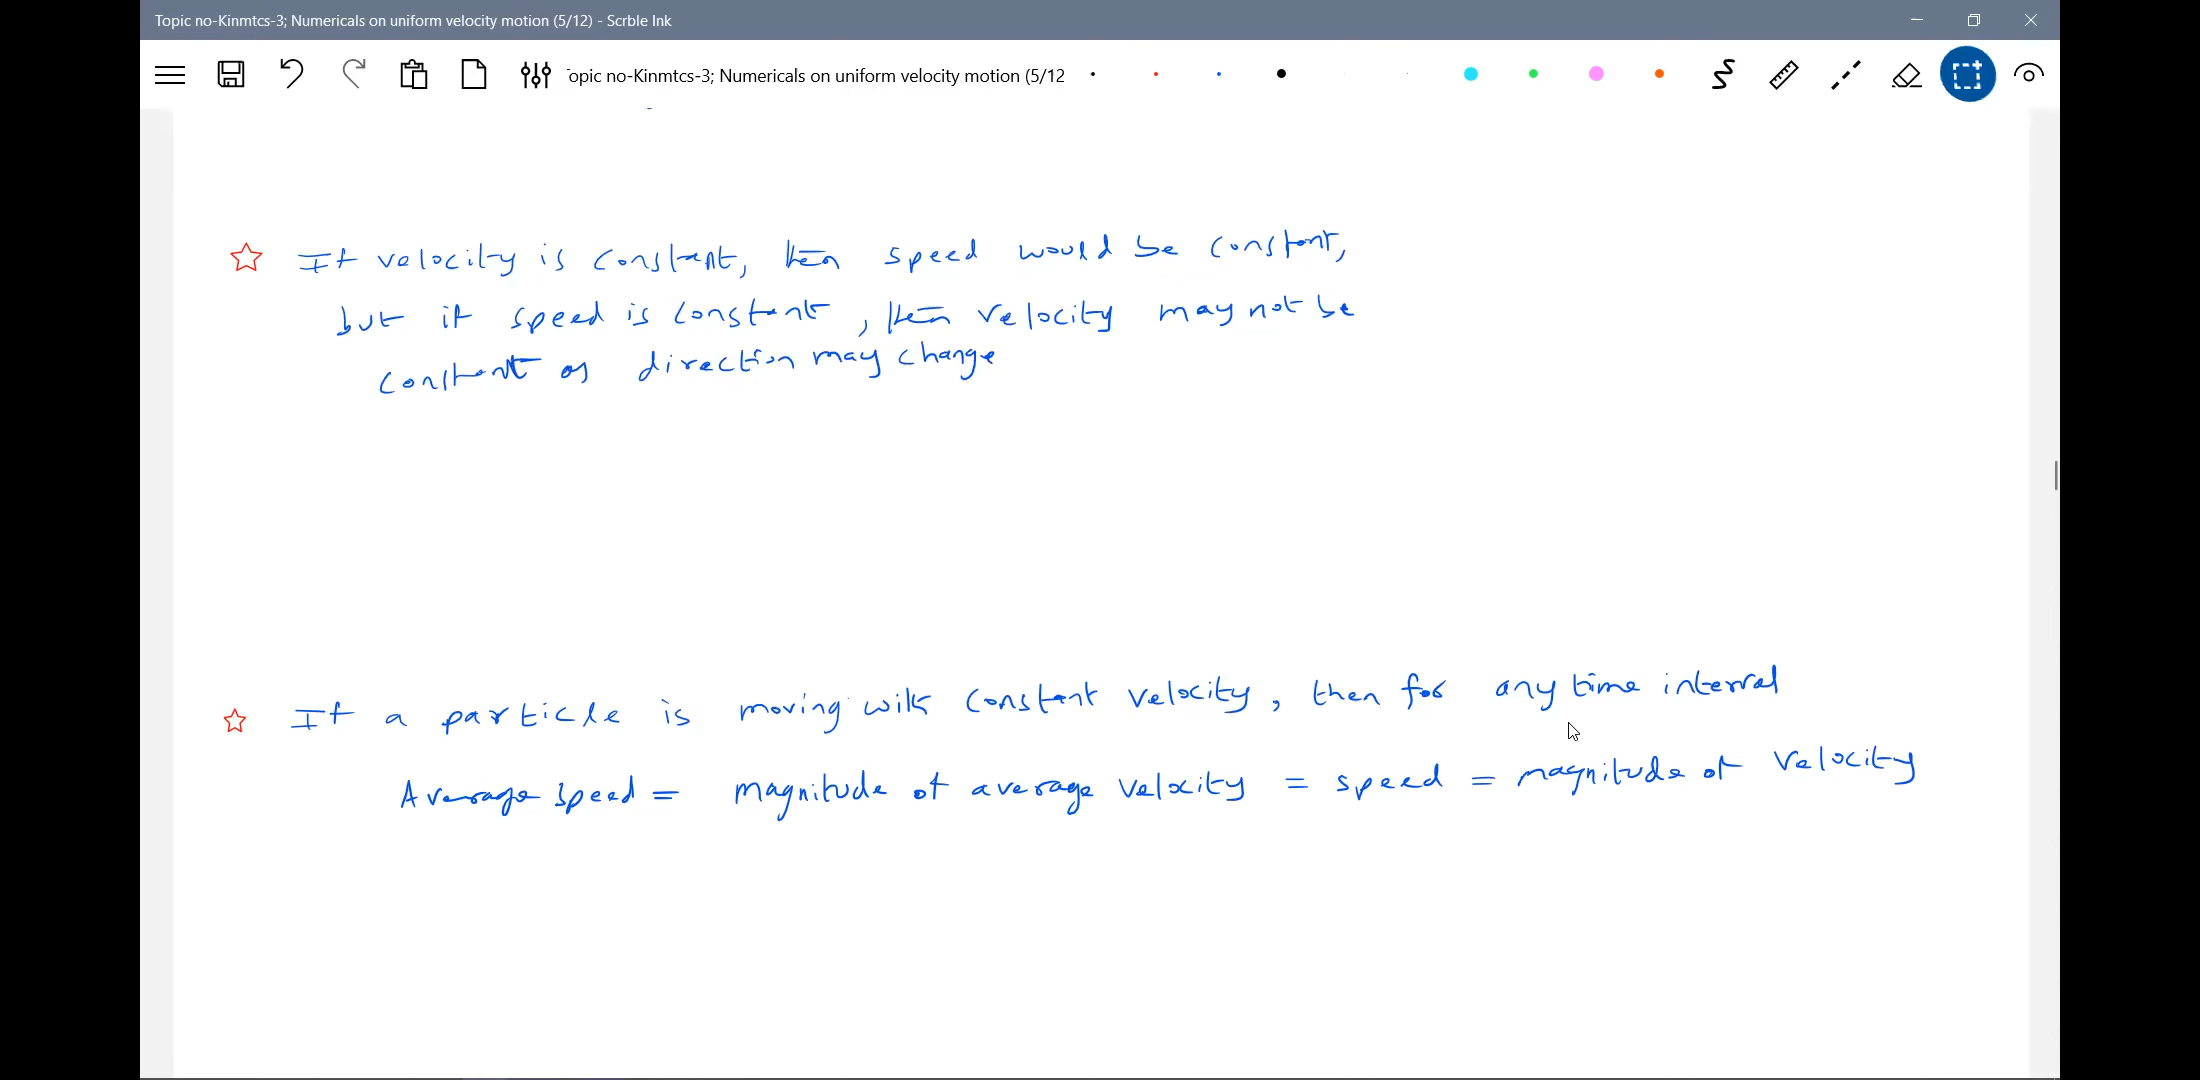 Topic no-Kinmtcs-3; Numericals on uniform velocity motion (5/12) - Scrble Ink
opic no-Kinmtcs-3; Numericals on uniform velocity motion (5/12
If velocity is constant, then speed would be constant,
but if speed is constant, then velocity may not be
constant as direction may change
If a particle is moving with constant velocity, then for any time interval
Average speed = magnitude of average velocity = speed = magnitude of velocity